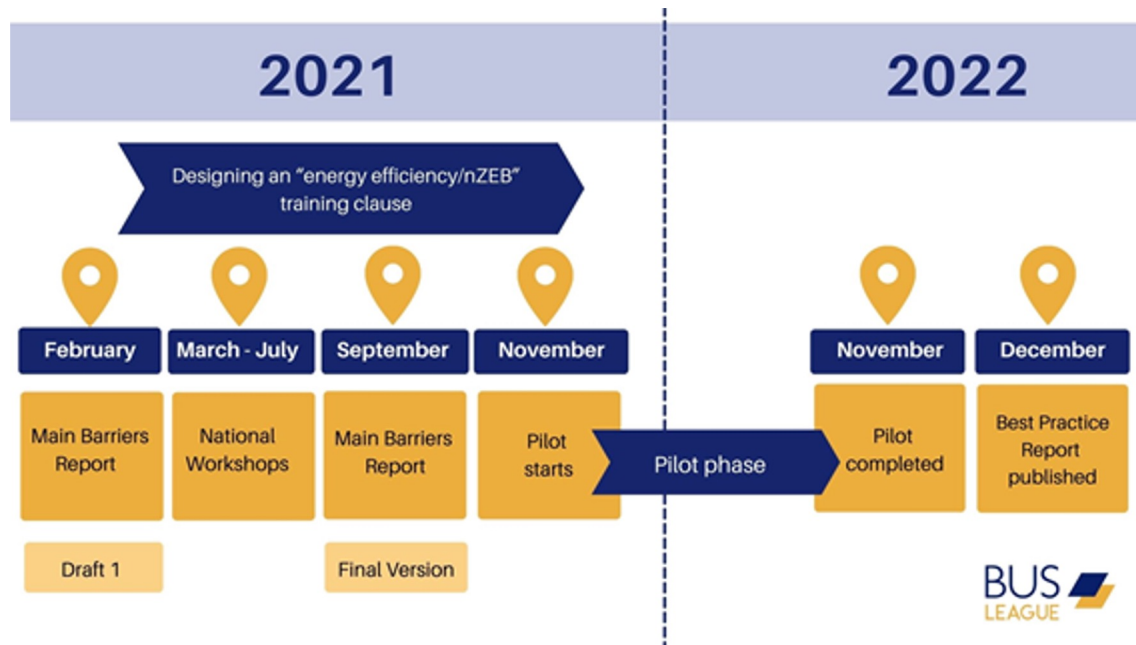 2021
2022
Designing an "energy efficiency/nZEB"
training clause
February
March - July
September
November
November
December
Main Barriers
Report
National
Workshops
Main Barriers
Report
Pilot
starts
Pilot phase
Pilot
completed
Best Practice
Report
published
Draft 1
Final Version
BUS
LEAGUE